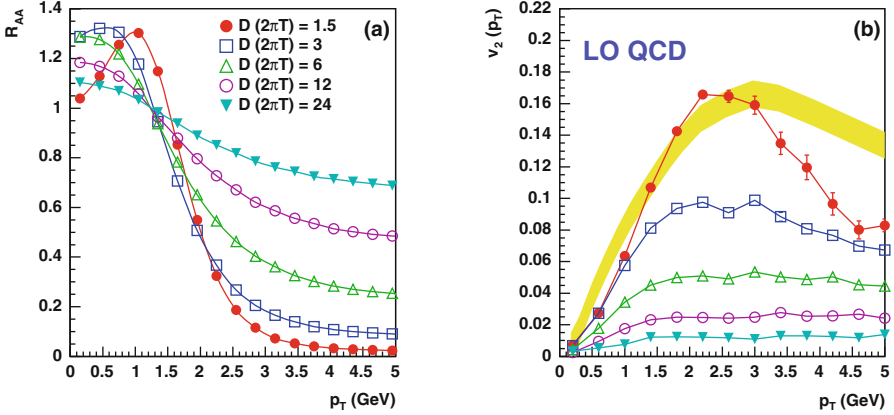 R_AA
1.4
1.2
1
0.8
0.6
0.4
0.2
0
(a)
D (2πT) = 1.5
D (2πT) = 3
D (2πT) = 6
D (2πT) = 12
D (2πT) = 24
0 0.5 1 1.5 2 2.5 3 3.5 4 4.5 5
p_T (GeV)
v_2 (p_T)
0.22
0.2
0.18
0.16
0.14
0.12
0.1
0.08
0.06
0.04
0.02
0
(b)
LO QCD
0 0.5 1 1.5 2 2.5 3 3.5 4 4.5 5
p_T (GeV)